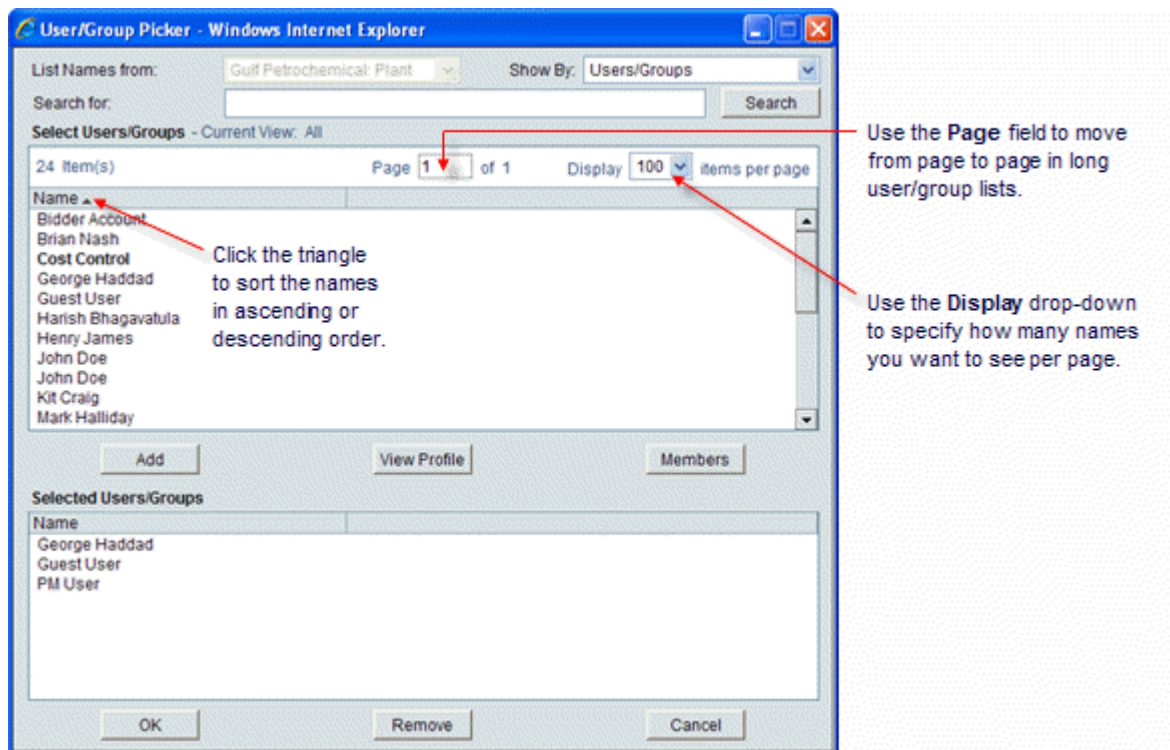 User/Group Picker - Windows Internet Explorer
List Names from: Gulf Petrochemical: Plant Show By: Users/Groups
Search for: Search
Select Users/Groups - Current View: All
24 Item(s) Page 1 of 1 Display 100 items per page
Name
Bidder Account
Brian Nash
Cost Control
George Haddad
Guest User
Harish Bhagavatula
Henry James
John Doe
John Doe
Kit Craig
Mark Halliday
Click the triangle
to sort the names
in ascending or
descending order.
Use the Page field to move
from page to page in long
user/group lists.
Use the Display drop-down
to specify how many names
you want to see per page.
Add View Profile Members
Selected Users/Groups
Name
George Haddad
Guest User
PM User
OK Remove Cancel